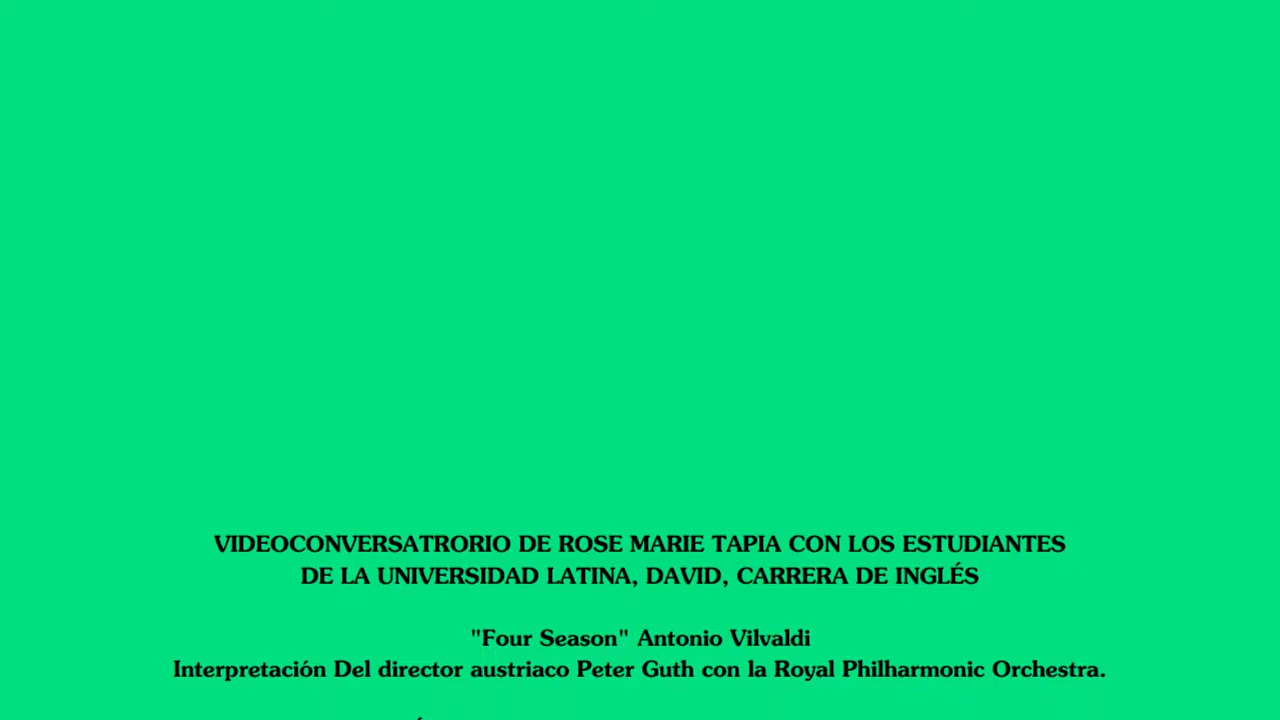 VIDEOCONVERSATRORIO DE ROSE MARIE TAPIA CON LOS ESTUDIANTES
DE LA UNIVERSIDAD LATINA, DAVID, CARRERA DE INGLÉS
"Four Season" Antonio Vilvaldi
Interpretación Del director austriaco Peter Guth con la Royal Philharmonic Orchestra.